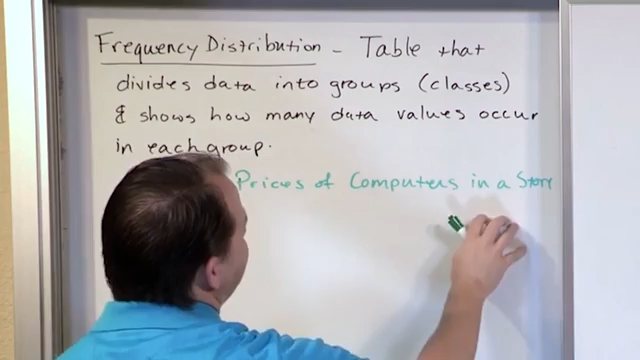 Frequency Distribution - Table that
divides data into groups (classes)
& shows how many data values occur
in each group.
Prices of Computers in a Store